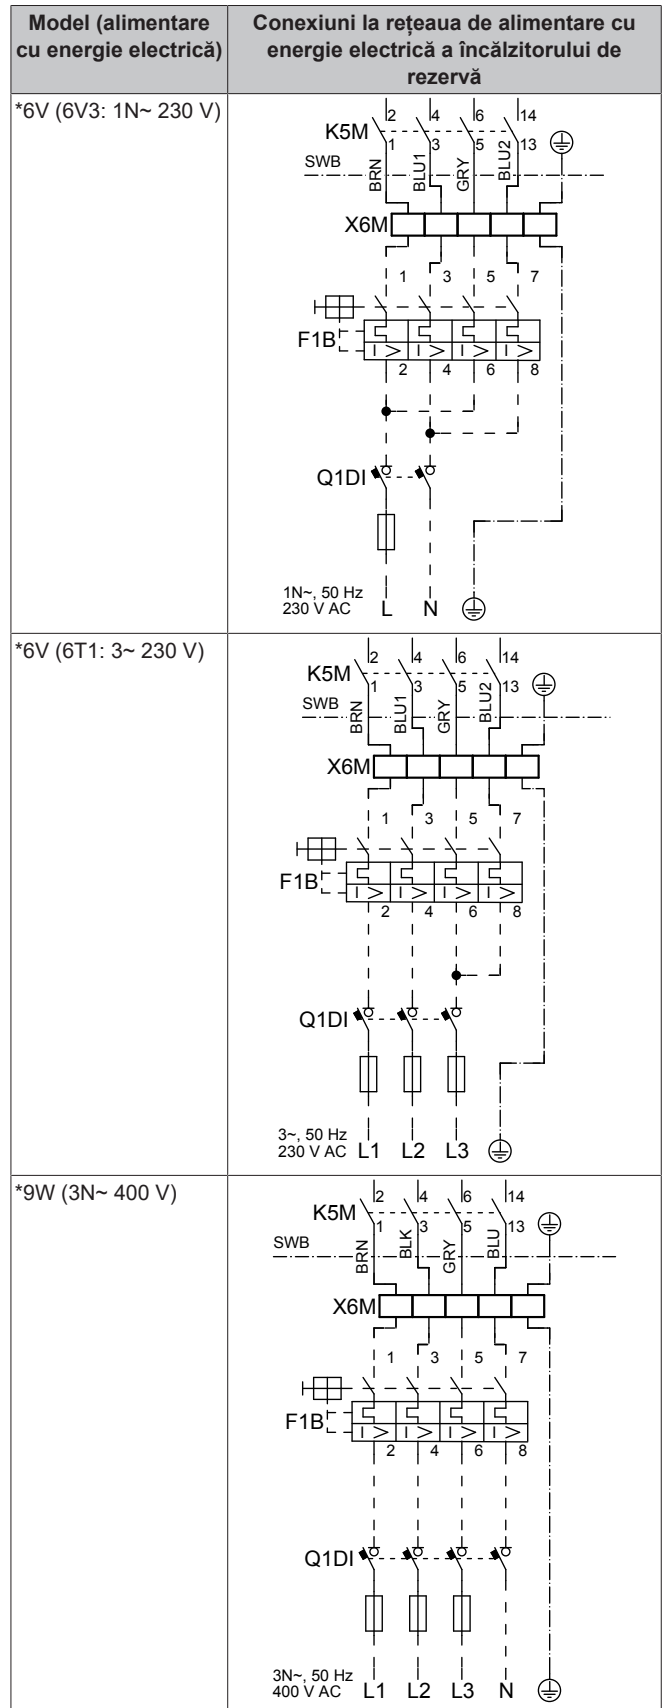 Model (alimentare
cu energie electrică)
Conexiuni la rețeaua de alimentare cu
energie electrică a încălzitorului de
rezervă
*6V (6V3: 1N~ 230 V)
2 4 6 14
K5M
1 3 5 13
SWB
BRN BLU1 GRY BLU2
X6M
1 3 5 7
F1B
I > I > I > I >
2 4 6 8
Q1DI
1N~, 50 Hz
230 V AC
L N
*6V (6T1: 3~ 230 V)
2 4 6 14
K5M
1 3 5 13
SWB
BRN BLU1 GRY BLU2
X6M
1 3 5 7
F1B
I > I > I > I >
2 4 6 8
Q1DI
3~, 50 Hz
230 V AC
L1 L2 L3
*9W (3N~ 400 V)
2 4 6 14
K5M
1 3 5 13
SWB
BRN BLK GRY BLU
X6M
1 3 5 7
F1B
I > I > I > I >
2 4 6 8
Q1DI
3N~, 50 Hz
400 V AC
L1 L2 L3 N